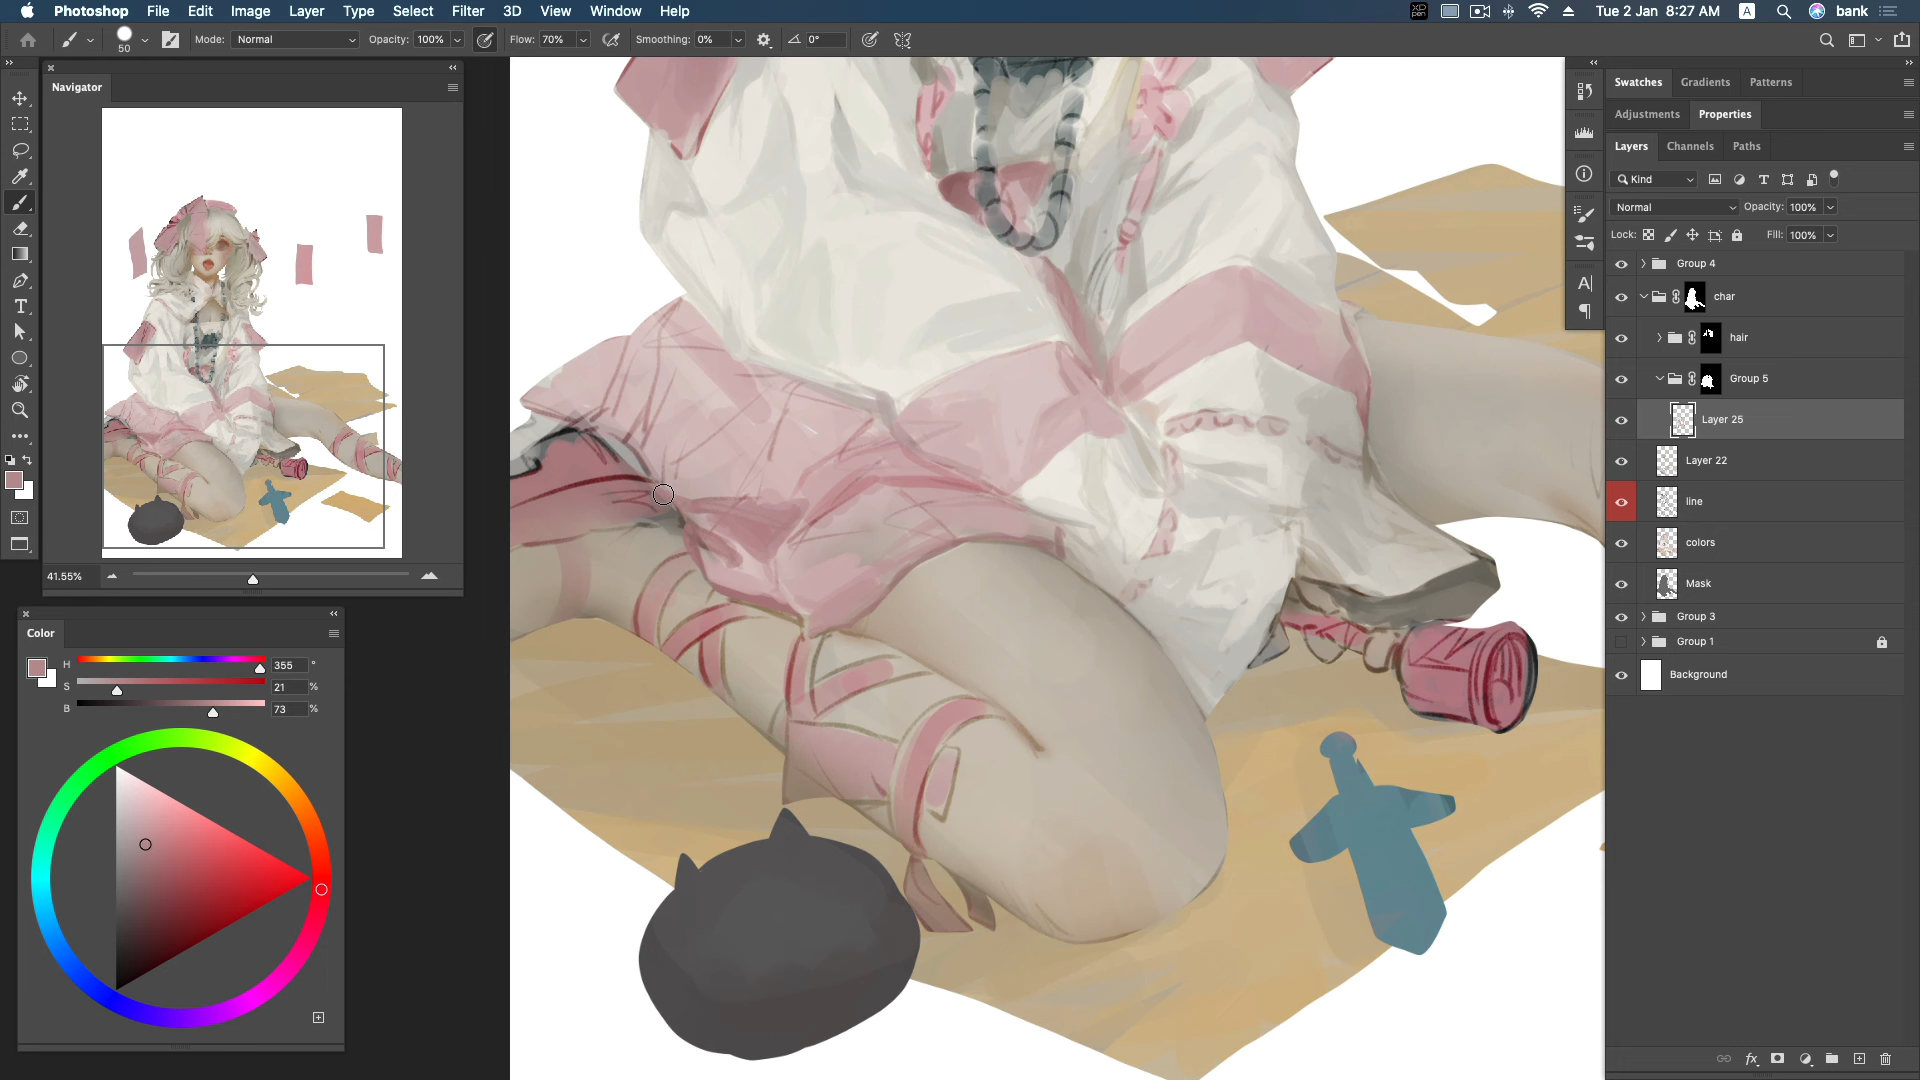 Photoshop File Edit Image Layer Type Select Filter 3D View Window Help
XP PEN Tue 2 Jan 8:27 AM A bank
50 Mode: Normal Opacity: 100% Flow: 70% Smoothing: 0% 0°
Navigator
41.55%
Color
H 355 °
S 21 %
B 73 %
Swatches Gradients Patterns
Adjustments Properties
Layers Channels Paths
Kind
Normal Opacity: 100%
Lock: Fill: 100%
Group 4
char
hair
Group 5
Layer 25
Layer 22
line
colors
Mask
Group 3
Group 1
Background